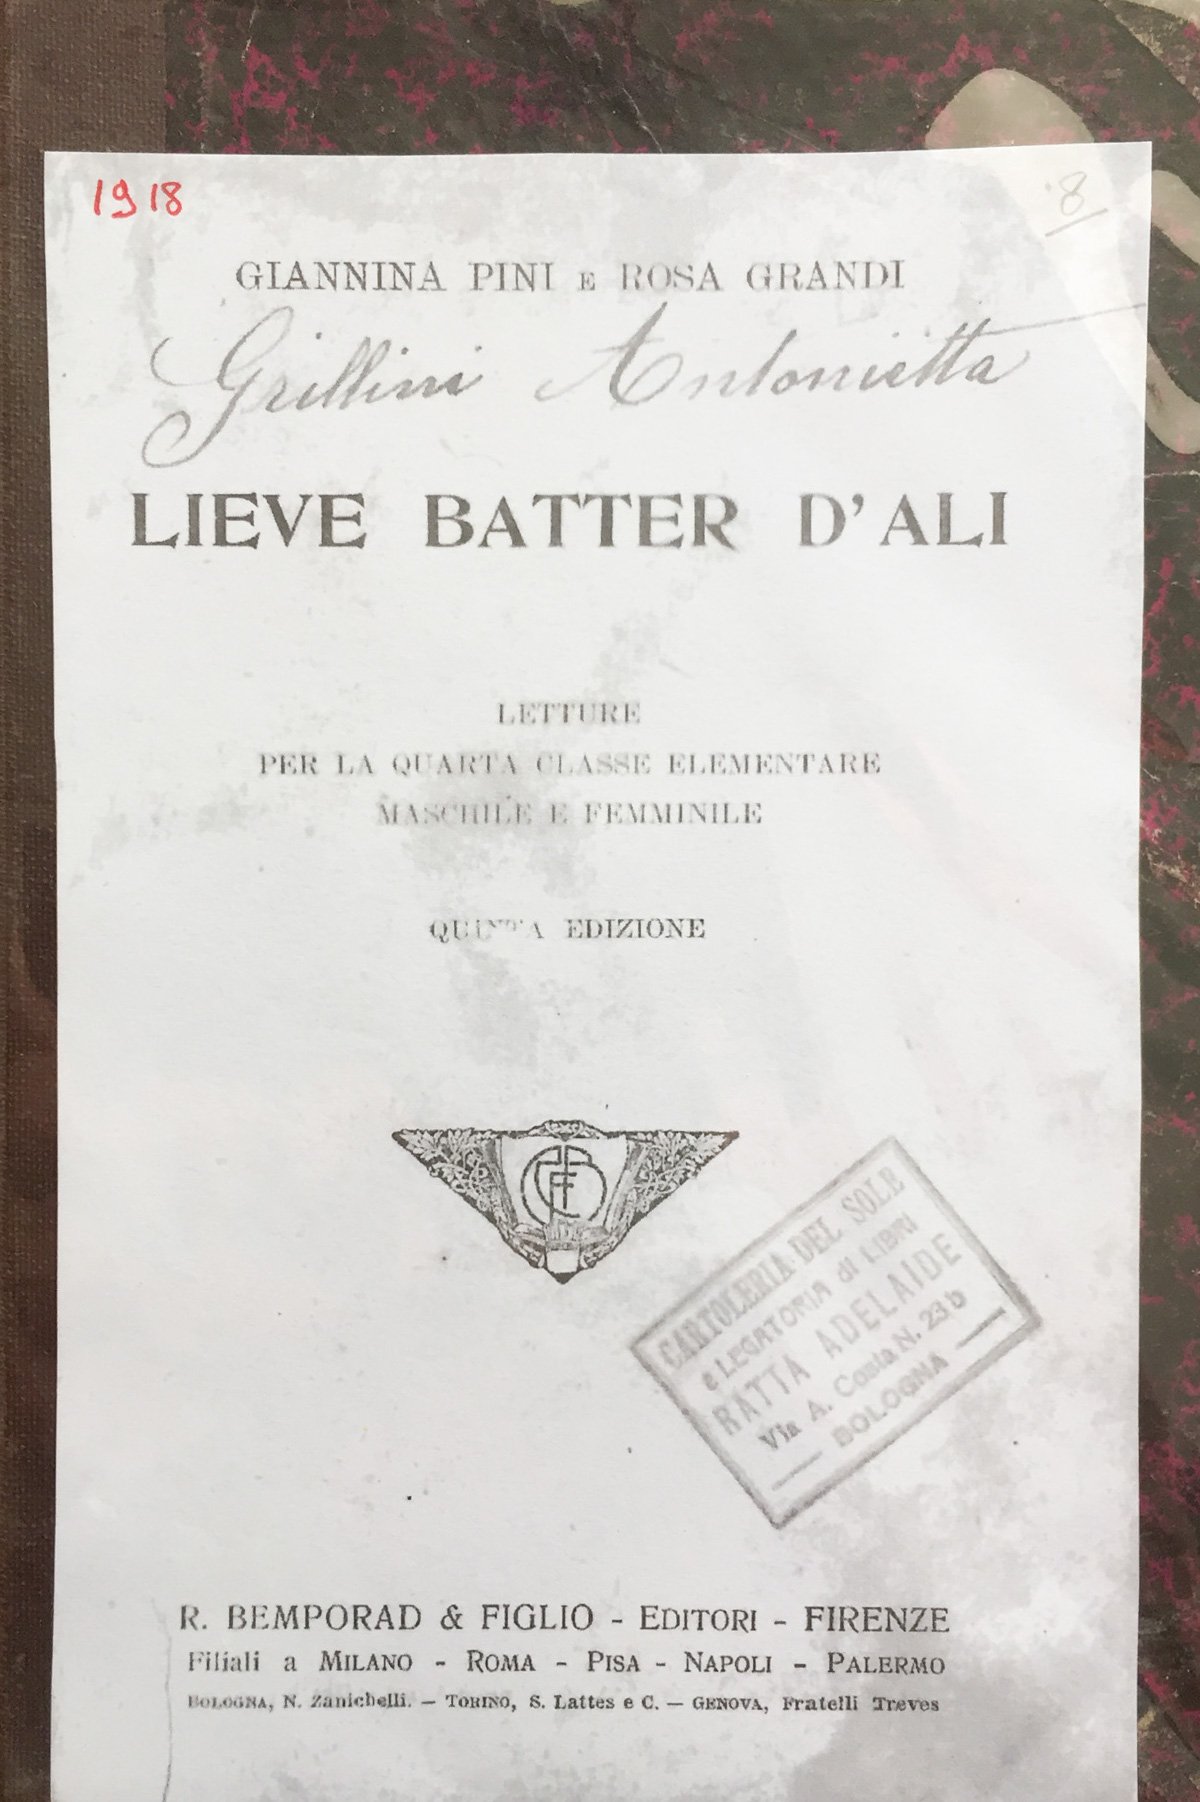 1918
8
GIANNINA PINI E ROSA GRANDI
Grillini Antonietta
LIEVE BATTER D'ALI
LETTURE
PER LA QUARTA CLASSE ELEMENTARE
MASCHILE E FEMMINILE
QUINTA EDIZIONE
CARTOLERIA DEL SOLE
e LEGATORIA di LIBRI
RATTA ADELAIDE
Via A. Costa N. 23 b
BOLOGNA
R. BEMPORAD & FIGLIO - EDITORI - FIRENZE
Filiali a MILANO - ROMA - PISA - NAPOLI - PALERMO
BOLOGNA, N. Zanichelli. — TORINO, S. Lattes e C. — GENOVA, Fratelli Treves